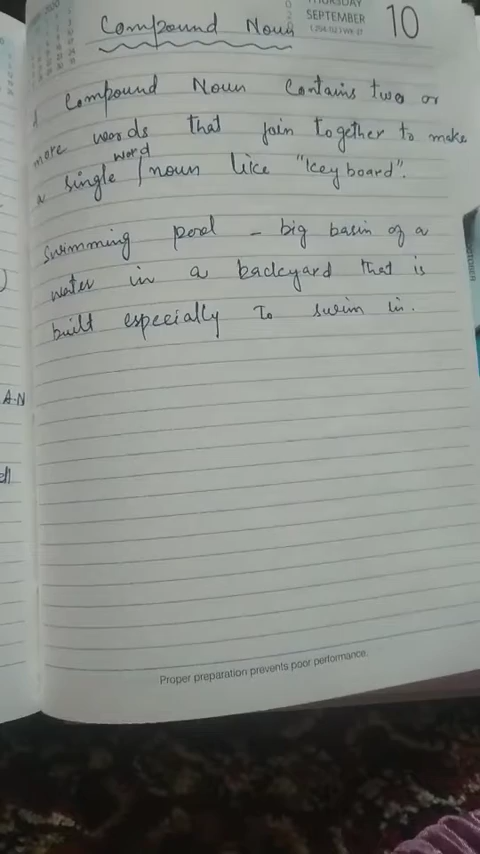 THURSDAY
SEPTEMBER
10
Compound Noun
A Compound Noun Contains two or
more words that join together to make
word
a single / noun like "Key board".
Swimming pool - big basin of a
water in a backyard that is
built especially to swim in.
OCTOBER
A-N
Proper preparation prevents poor performance.